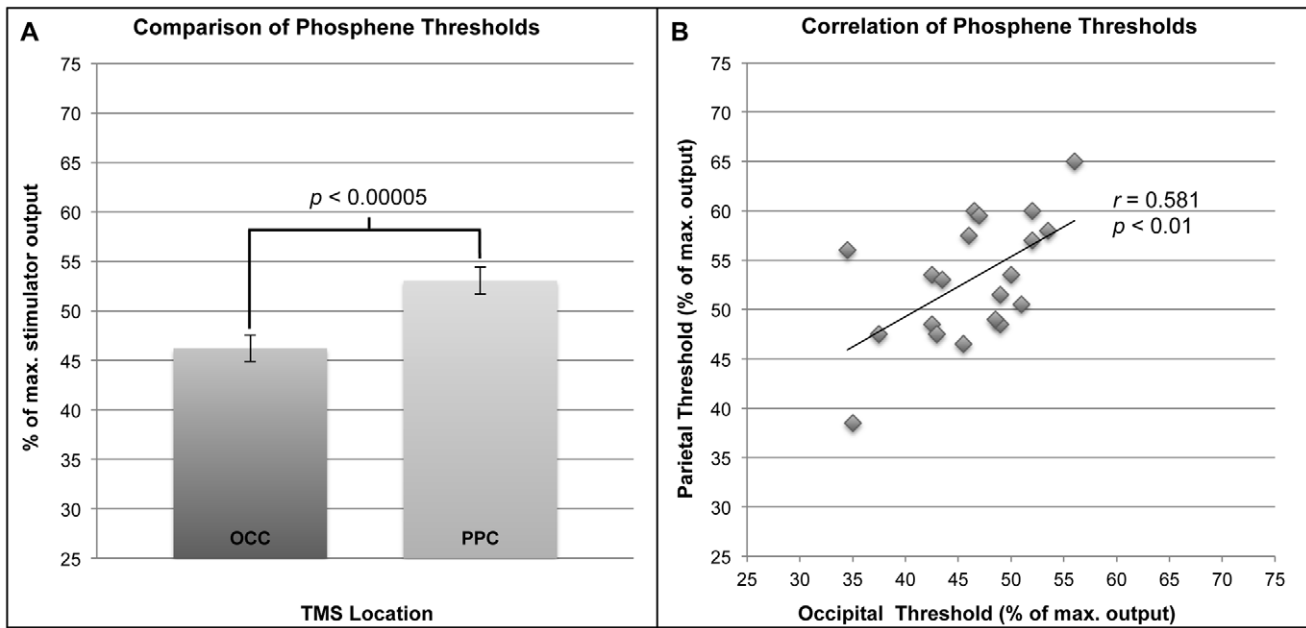 A
Comparison of Phosphene Thresholds
75
70
65
60
55
50
45
40
35
30
25
% of max. stimulator output
p < 0.00005
OCC
PPC
TMS Location
B
Correlation of Phosphene Thresholds
75
70
65
60
55
50
45
40
35
30
25
Parietal Threshold (% of max. output)
r = 0.581
p < 0.01
25 30 35 40 45 50 55 60 65 70 75
Occipital Threshold (% of max. output)